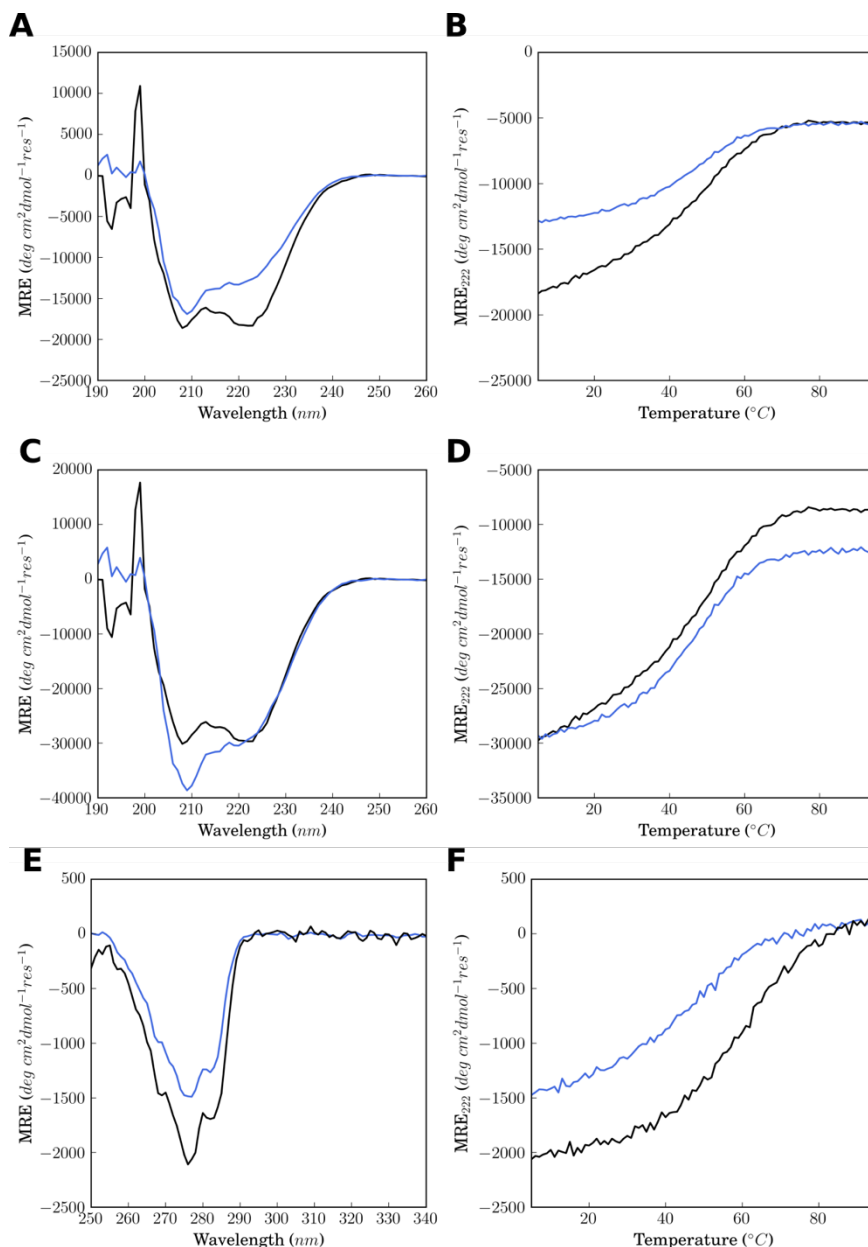 A
15000
10000
5000
0
−5000
−10000
−15000
−20000
−25000
190 200 210 220 230 240 250 260
Wavelength (nm)
MRE (deg cm²dmol⁻¹res⁻¹)
B
0
−5000
−10000
−15000
−20000
−25000
20 40 60 80
Temperature (°C)
MRE₂₂₂ (deg cm²dmol⁻¹res⁻¹)
C
20000
10000
0
−10000
−20000
−30000
−40000
190 200 210 220 230 240 250 260
Wavelength (nm)
MRE (deg cm²dmol⁻¹res⁻¹)
D
−5000
−10000
−15000
−20000
−25000
−30000
−35000
20 40 60 80
Temperature (°C)
MRE₂₂₂ (deg cm²dmol⁻¹res⁻¹)
E
500
0
−500
−1000
−1500
−2000
−2500
250 260 270 280 290 300 310 320 330 340
Wavelength (nm)
MRE (deg cm²dmol⁻¹res⁻¹)
F
500
0
−500
−1000
−1500
−2000
−2500
20 40 60 80
Temperature (°C)
MRE₂₂₂ (deg cm²dmol⁻¹res⁻¹)